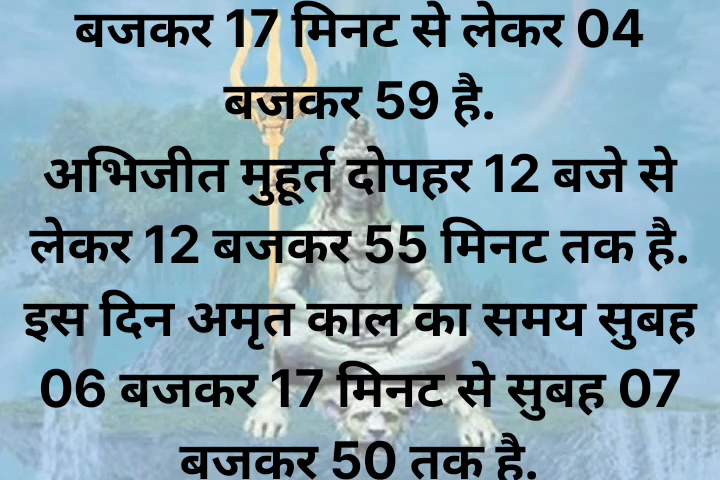 बजकर 17 मिनट से लेकर 04
बजकर 59 है.
अभिजीत मुहूर्त दोपहर 12 बजे से
लेकर 12 बजकर 55 मिनट तक है.
इस दिन अमृत काल का समय सुबह
06 बजकर 17 मिनट से सुबह 07
बजकर 50 तक है.